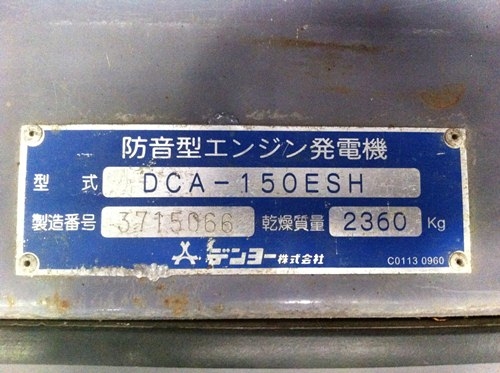 防音型エンジン発電機
型式 DCA-150ESH
製造番号 3715066 乾燥質量 2360 Kg
デンヨー株式会社 C0113 0960